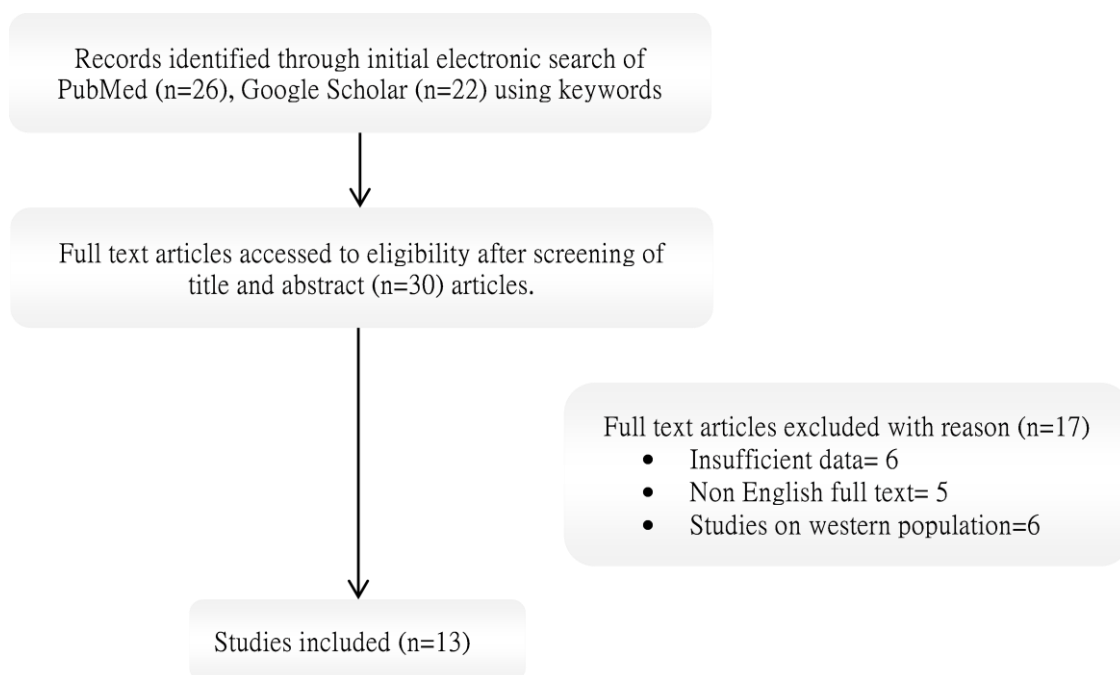 Records identified through initial electronic search of
PubMed (n=26), Google Scholar (n=22) using keywords
Full text articles accessed to eligibility after screening of
title and abstract (n=30) articles.
Full text articles excluded with reason (n=17)
• Insufficient data= 6
• Non English full text= 5
• Studies on western population=6
Studies included (n=13)